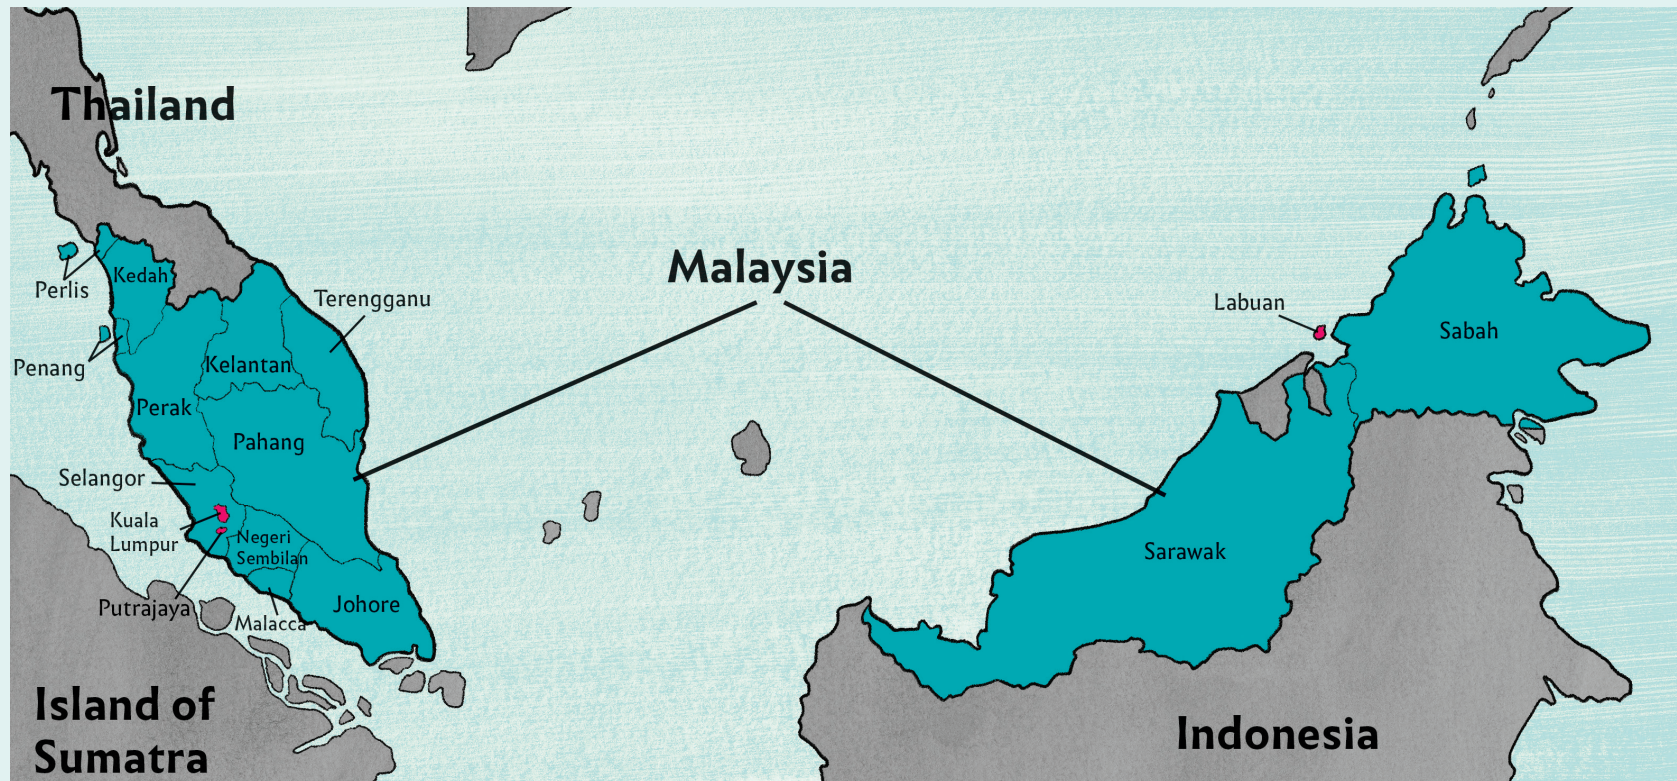 Thailand
Malaysia
Perlis
Kedah
Terengganu
Labuan
Sabah
Penang
Kelantan
Perak
Pahang
Selangor
Kuala
Lumpur
Negeri
Sembilan
Sarawak
Putrajaya
Malacca
Johore
Island of
Sumatra
Indonesia